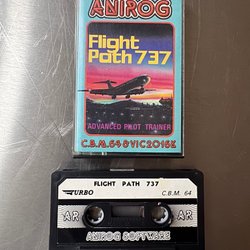 ANIROG
Flight
Path 737
ADVANCED PILOT TRAINER
C.B.M. 64 & VIC20 16K
FLIGHT PATH 737
TURBO
C.B.M. 64
AR
AR
ANIROG SOFTWARE